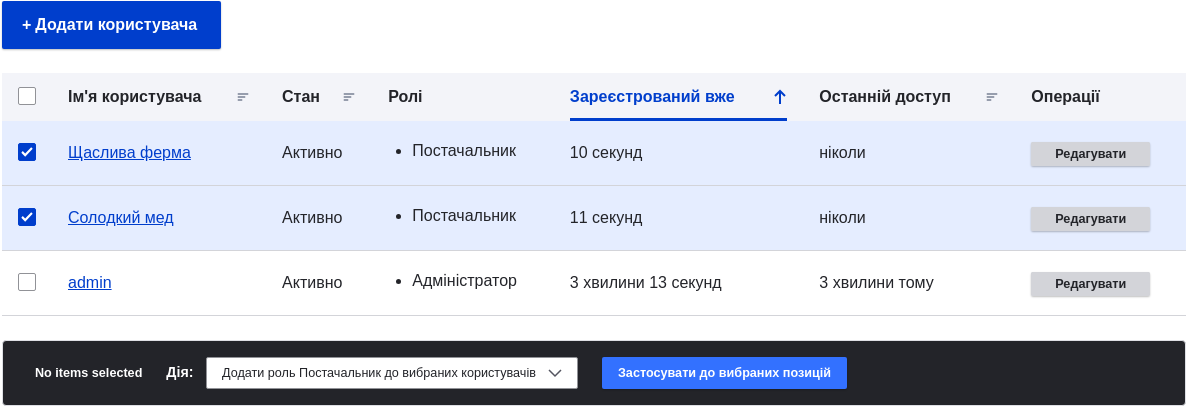 + Додати користувача
Ім'я користувача Стан Ролі Зареєстрований вже Останній доступ Операції
Щаслива ферма Активно • Постачальник 10 секунд ніколи Редагувати
Солодкий мед Активно • Постачальник 11 секунд ніколи Редагувати
admin Активно • Адміністратор 3 хвилини 13 секунд 3 хвилини тому Редагувати
No items selected Дія: Додати роль Постачальник до вибраних користувачів Застосувати до вибраних позицій